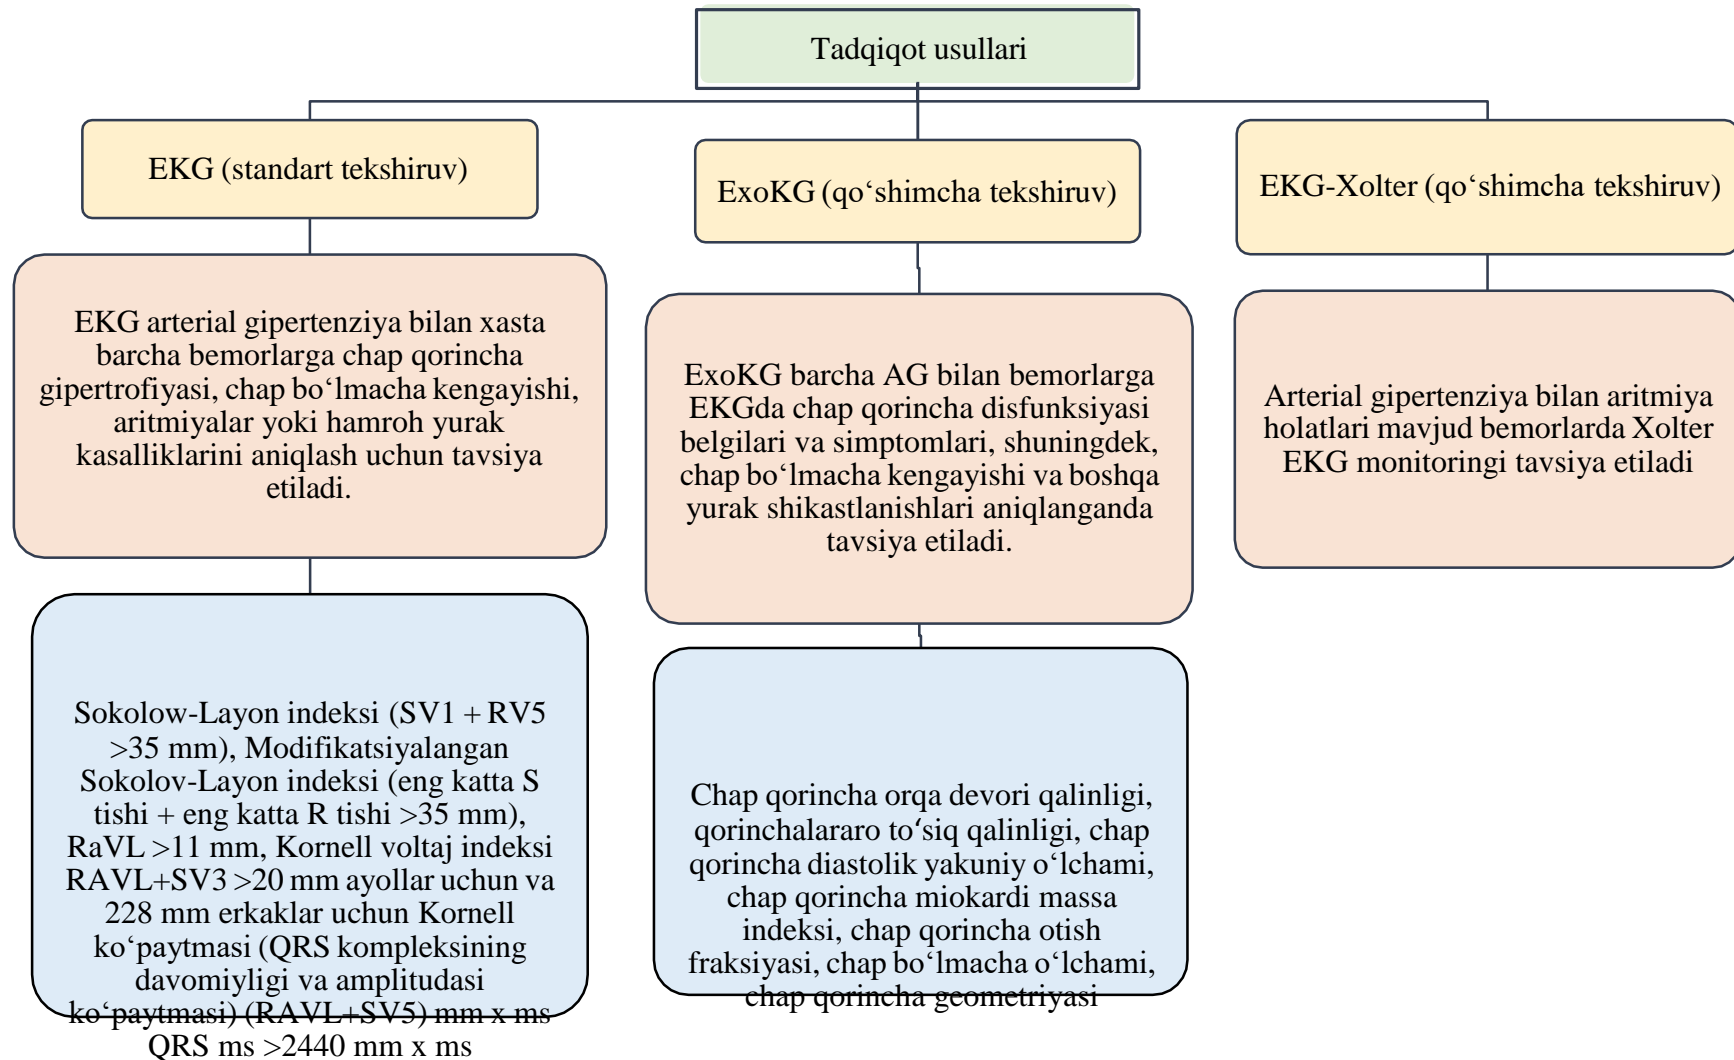 Tadqiqot usullari
EKG (standart tekshiruv)
ExoKG (qo‘shimcha tekshiruv)
EKG-Xolter (qo‘shimcha tekshiruv)
EKG arterial gipertenziya bilan xasta
barcha bemorlarga chap qorincha
gipertrofiyasi, chap bo‘lmacha kengayishi,
aritmiyalar yoki hamroh yurak
kasalliklarini aniqlash uchun tavsiya
etiladi.
ExoKG barcha AG bilan bemorlarga
EKGda chap qorincha disfunksiyasi
belgilari va simptomlari, shuningdek,
chap bo‘lmacha kengayishi va boshqa
yurak shikastlanishlari aniqlanganda
tavsiya etiladi.
Arterial gipertenziya bilan aritmiya
holatlari mavjud bemorlarda Xolter
EKG monitoringi tavsiya etiladi
Sokolow-Layon indeksi (SV1 + RV5
>35 mm), Modifikatsiyalangan
Sokolov-Layon indeksi (eng katta S
tishi + eng katta R tishi >35 mm),
RaVL >11 mm, Kornell voltaj indeksi
RAVL+SV3 >20 mm ayollar uchun va
228 mm erkaklar uchun Kornell
ko‘paytmasi (QRS kompleksining
davomiyligi va amplitudasi
ko‘paytmasi) (RAVL+SV5) mm x ms
QRS ms >2440 mm x ms
Chap qorincha orqa devori qalinligi,
qorinchalararo to‘siq qalinligi, chap
qorincha diastolik yakuniy o‘lchami,
chap qorincha miokardi massa
indeksi, chap qorincha otish
fraksiyasi, chap bo‘lmacha o‘lchami,
chap qorincha geometriyasi